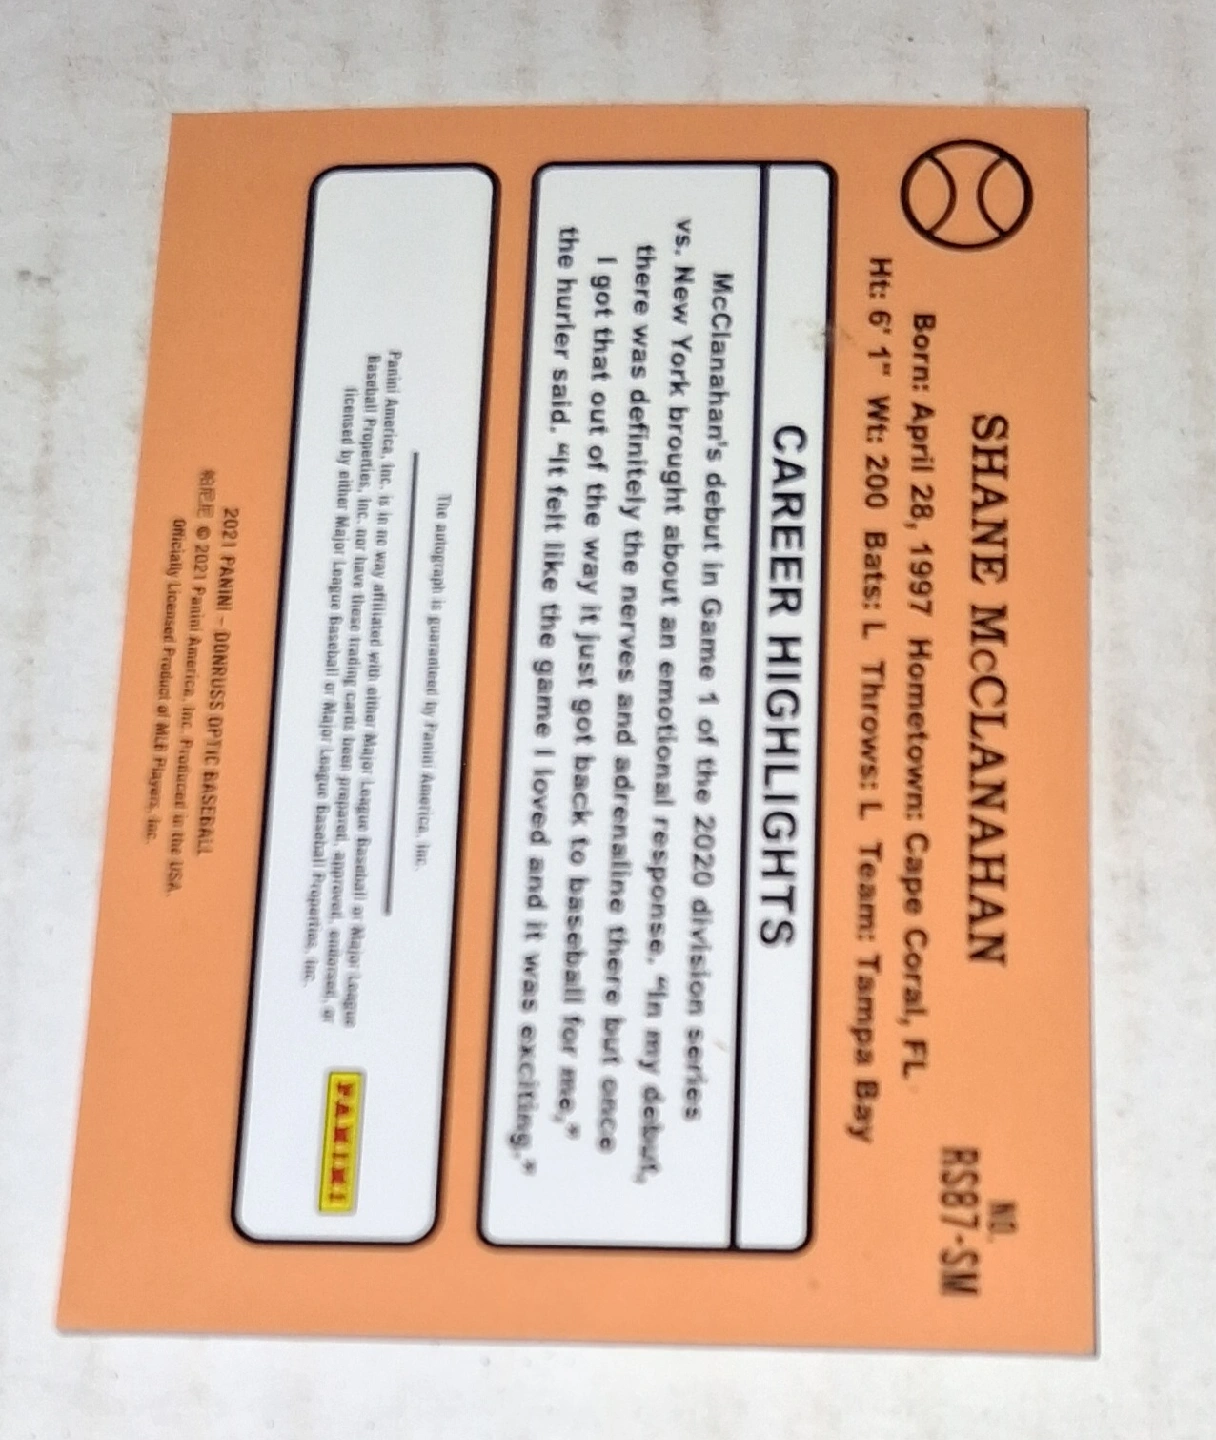 NO.
RS87-SM
SHANE McCLANAHAN
Born: April 28, 1997 Hometown: Cape Coral, FL
Ht: 6' 1" Wt: 200 Bats: L Throws: L Team: Tampa Bay
CAREER HIGHLIGHTS
McClanahan's debut in Game 1 of the 2020 division series
vs. New York brought about an emotional response. "In my debut,
there was definitely the nerves and adrenaline there but once
I got that out of the way it just got back to baseball for me,"
the hurler said. "It felt like the game I loved and it was exciting."
The autograph is guaranteed by Panini America, Inc.
Panini America, Inc. is in no way affiliated with either Major League Baseball or Major League
Baseball Properties, Inc. nor have these trading cards been prepared, approved, endorsed, or
licensed by either Major League Baseball or Major League Baseball Properties, Inc.
PANINI
2021 PANINI – DONRUSS OPTIC BASEBALL
帕尼尼 © 2021 Panini America, Inc. Produced in the USA.
Officially Licensed Product of MLB Players, Inc.